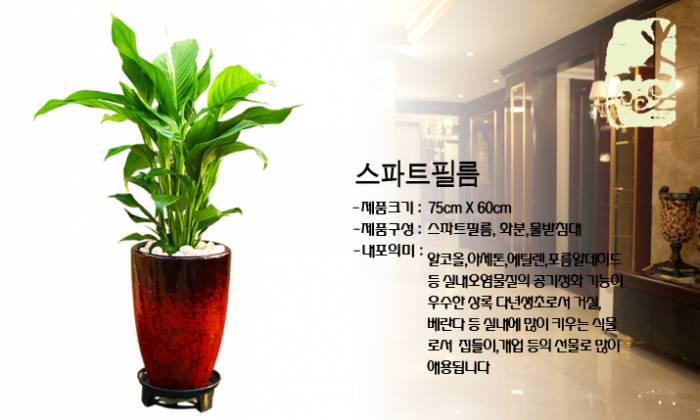 스파트필름
-제품크기 : 75cm X 60cm
-제품구성 : 스파트필름, 화분,물받침대
-내포의미 : 알코올,아세톤,에틸렌,포름알데이드
등 실내오염물질의 공기정화 기능이
우수한 상록 다년생초로서 거실,
베란다 등 실내에 많이 키우는 식물
로서 집들이,개업 등의 선물로 많이
애용됩니다